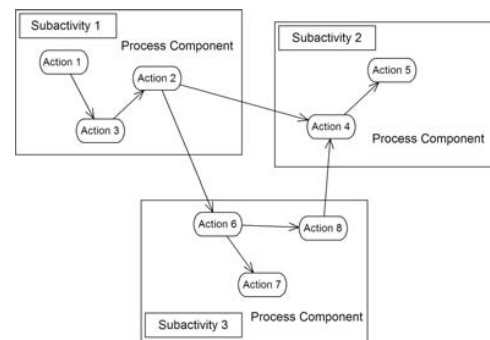 Subactivity 1
Process Component
Action 1
Action 2
Action 3
Subactivity 2
Action 5
Action 4
Process Component
Action 6
Action 8
Action 7
Process Component
Subactivity 3